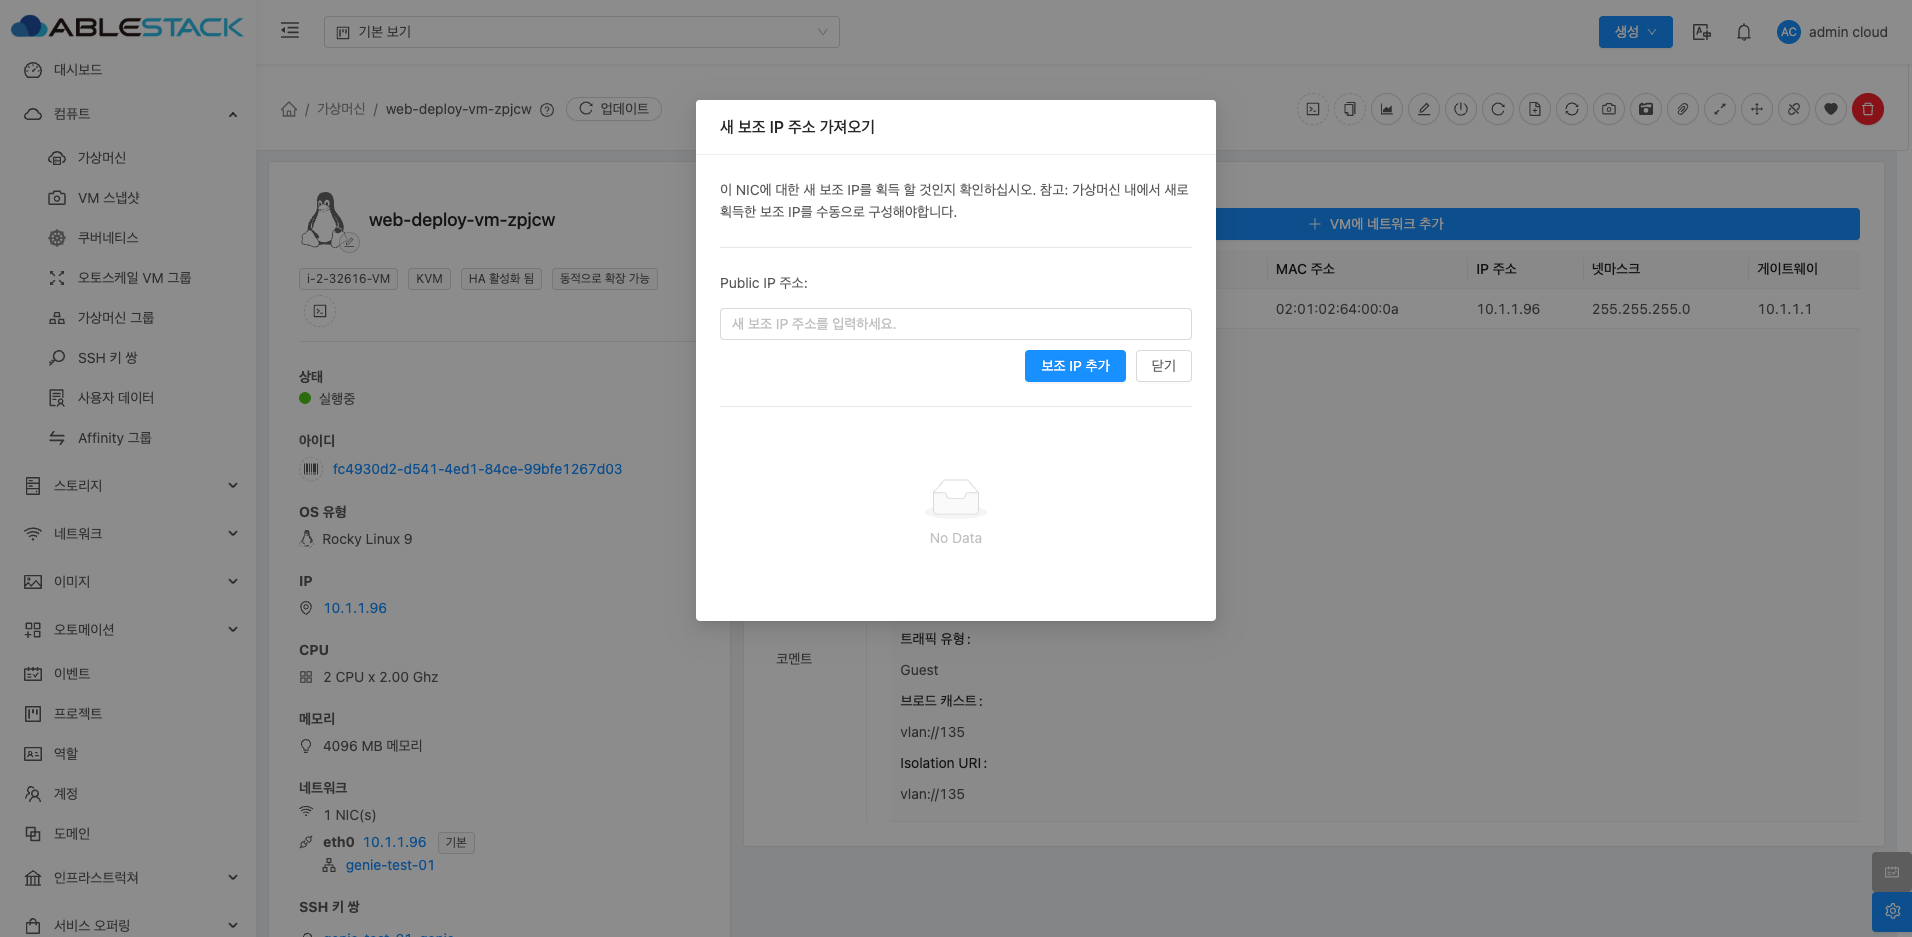 ABLESTACK
기본 보기
생성
AC
admin cloud
대시보드
컴퓨트
가상머신
VM 스냅샷
쿠버네티스
오토스케일 VM 그룹
가상머신 그룹
SSH 키 쌍
사용자 데이터
Affinity 그룹
스토리지
네트워크
이미지
오토메이션
이벤트
프로젝트
역할
계정
도메인
인프라스트럭쳐
서비스 오퍼링
/ 가상머신 / web-deploy-vm-zpjcw
업데이트
web-deploy-vm-zpjcw
i-2-32616-VM
KVM
HA 활성화 됨
동적으로 확장 가능
상태
실행중
아이디
fc4930d2-d541-4ed1-84ce-99bfe1267d03
OS 유형
Rocky Linux 9
IP
10.1.1.96
CPU
2 CPU x 2.00 Ghz
메모리
4096 MB 메모리
네트워크
1 NIC(s)
eth0 10.1.1.96 기본
genie-test-01
SSH 키 쌍
새 보조 IP 주소 가져오기
이 NIC에 대한 새 보조 IP를 획득 할 것인지 확인하십시오. 참고: 가상머신 내에서 새로
획득한 보조 IP를 수동으로 구성해야합니다.
Public IP 주소:
새 보조 IP 주소를 입력하세요.
보조 IP 추가
닫기
No Data
VM에 네트워크 추가
MAC 주소 IP 주소 넷마스크 게이트웨이
02:01:02:64:00:0a 10.1.1.96 255.255.255.0 10.1.1.1
코멘트
트래픽 유형:
Guest
브로드 캐스트:
vlan://135
Isolation URI:
vlan://135